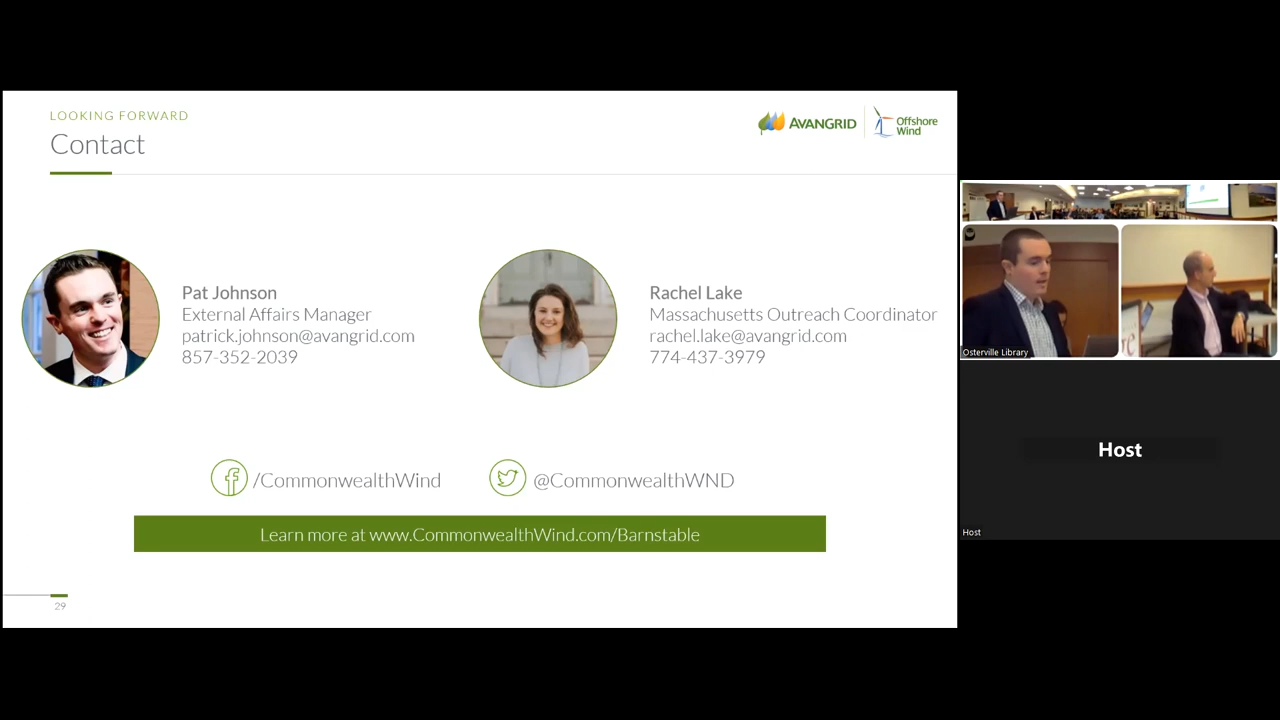 LOOKING FORWARD
Contact
AVANGRID
Offshore
Wind
Pat Johnson
External Affairs Manager
patrick.johnson@avangrid.com
857-352-2039
Rachel Lake
Massachusetts Outreach Coordinator
rachel.lake@avangrid.com
774-437-3979
/CommonwealthWind
@CommonwealthWND
Learn more at www.CommonwealthWind.com/Barnstable
29
Osterville Library
Host
Host